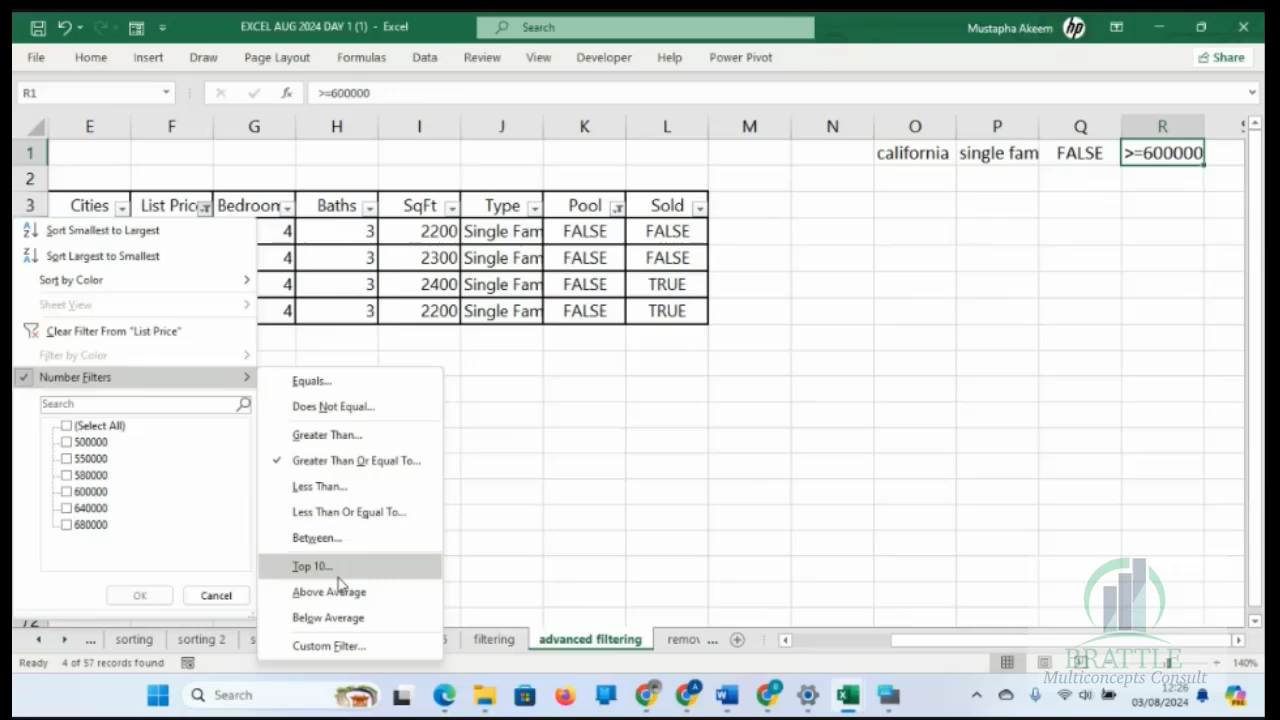 EXCEL AUG 2024 DAY 1 (1) - Excel
Search
Mustapha Akeem
hp
File Home Insert Draw Page Layout Formulas Data Review View Developer Help Power Pivot
Share
R1
fx
>=600000
E F G H I J K L M N O P Q R
1 california single fam FALSE >=600000
2
3 Cities List Price Bedroom Baths SqFt Type Pool Sold
4 3 2200 Single Fam FALSE FALSE
4 3 2300 Single Fam FALSE FALSE
4 3 2400 Single Fam FALSE TRUE
4 3 2200 Single Fam FALSE TRUE
Sort Smallest to Largest
Sort Largest to Smallest
Sort by Color
Sheet View
Clear Filter From "List Price"
Filter by Color
Number Filters
Search
(Select All)
500000
550000
580000
600000
640000
680000
OK Cancel
Equals...
Does Not Equal...
Greater Than...
Greater Than Or Equal To...
Less Than...
Less Than Or Equal To...
Between...
Top 10...
Above Average
Below Average
Custom Filter...
... sorting sorting 2 filtering advanced filtering remov ...
Ready 4 of 57 records found
140%
BRATTLE
Multiconcepts Consult
Search
12:26
03/08/2024